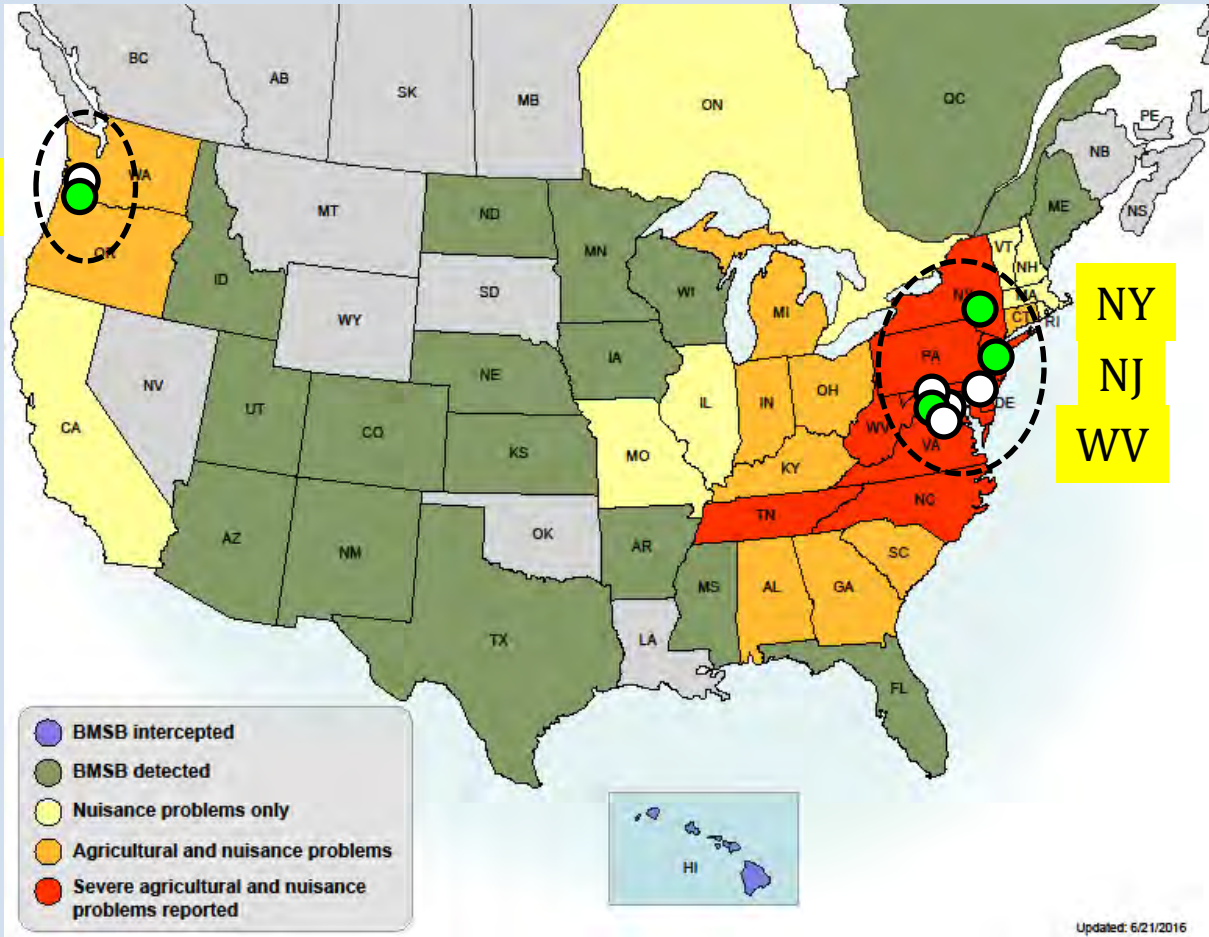 BC
AB
SK
MB
ON
QC
PE
NB
NS
ME
WA
MT
ND
MN
VT
NH
OR
ID
SD
WI
MI
NY
MA
CT
RI
NY
WY
IA
PA
NJ
NE
NV
UT
CO
IL
IN
OH
DE
WV
CA
KS
MO
WV
VA
KY
AZ
NM
OK
AR
TN
NC
SC
MS
AL
GA
TX
LA
FL
BMSB intercepted
BMSB detected
Nuisance problems only
Agricultural and nuisance problems
Severe agricultural and nuisance
problems reported
HI
Updated: 6/21/2016